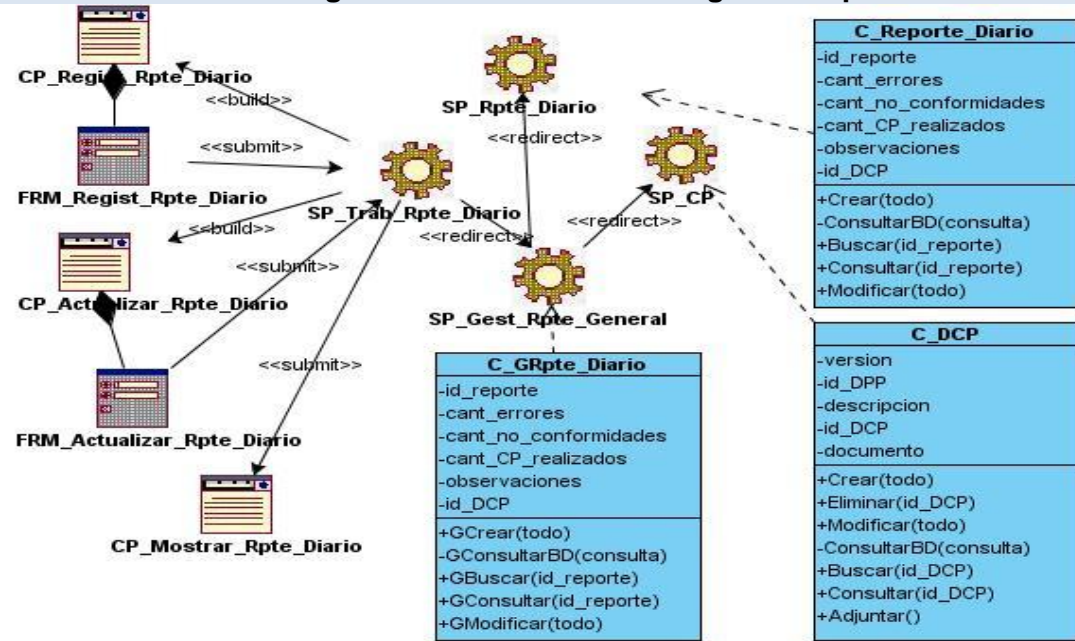 CP_Regist_Rpte_Diario
<<build>>
<<submit>>
FRM_Regist_Rpte_Diario
SP_Trab_Rpte_Diario
<<build>>
<<submit>>
CP_Actualizar_Rpte_Diario
<<submit>>
FRM_Actualizar_Rpte_Diario
CP_Mostrar_Rpte_Diario
SP_Rpte_Diario
<<redirect>>
SP_CP
<<redirect>>
<<redirect>>
SP_Gest_Rpte_General
C_GRpte_Diario
-id_reporte
-cant_errores
-cant_no_conformidades
-cant_CP_realizados
-observaciones
-id_DCP
+GCrear(todo)
-GConsultarBD(consulta)
+GBuscar(id_reporte)
+GConsultar(id_reporte)
+GModificar(todo)
C_Reporte_Diario
-id_reporte
-cant_errores
-cant_no_conformidades
-cant_CP_realizados
-observaciones
-id_DCP
+Crear(todo)
-ConsultarBD(consulta)
+Buscar(id_reporte)
+Consultar(id_reporte)
+Modificar(todo)
C_DCP
-version
-id_DPP
-descripcion
-id_DCP
-documento
+Crear(todo)
+Eliminar(id_DCP)
+Modificar(todo)
-ConsultarBD(consulta)
+Buscar(id_DCP)
+Consultar(id_DCP)
+Adjuntar()